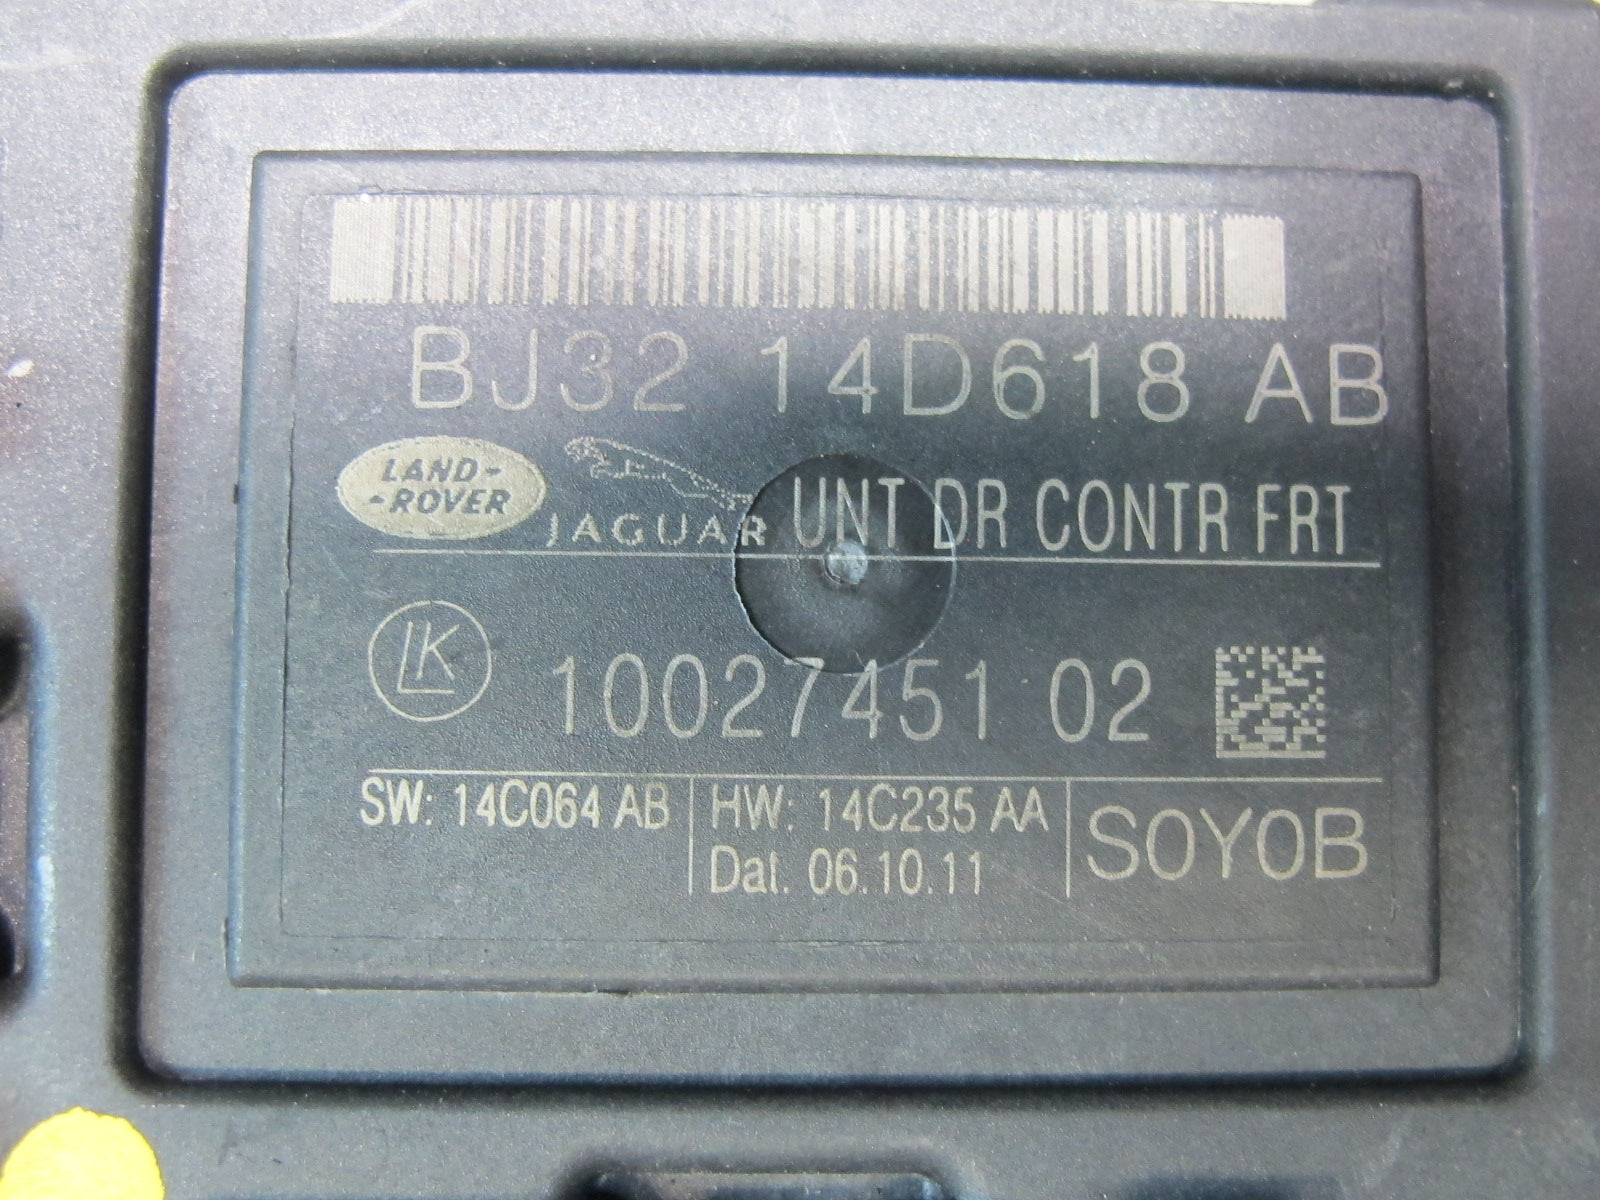 BJ32 14D618 AB
LAND-
-ROVER
JAGUAR UNT DR CONTR FRT
LK 10027451 02
SW: 14C064 AB HW: 14C235 AA S0Y0B
Dat. 06.10.11